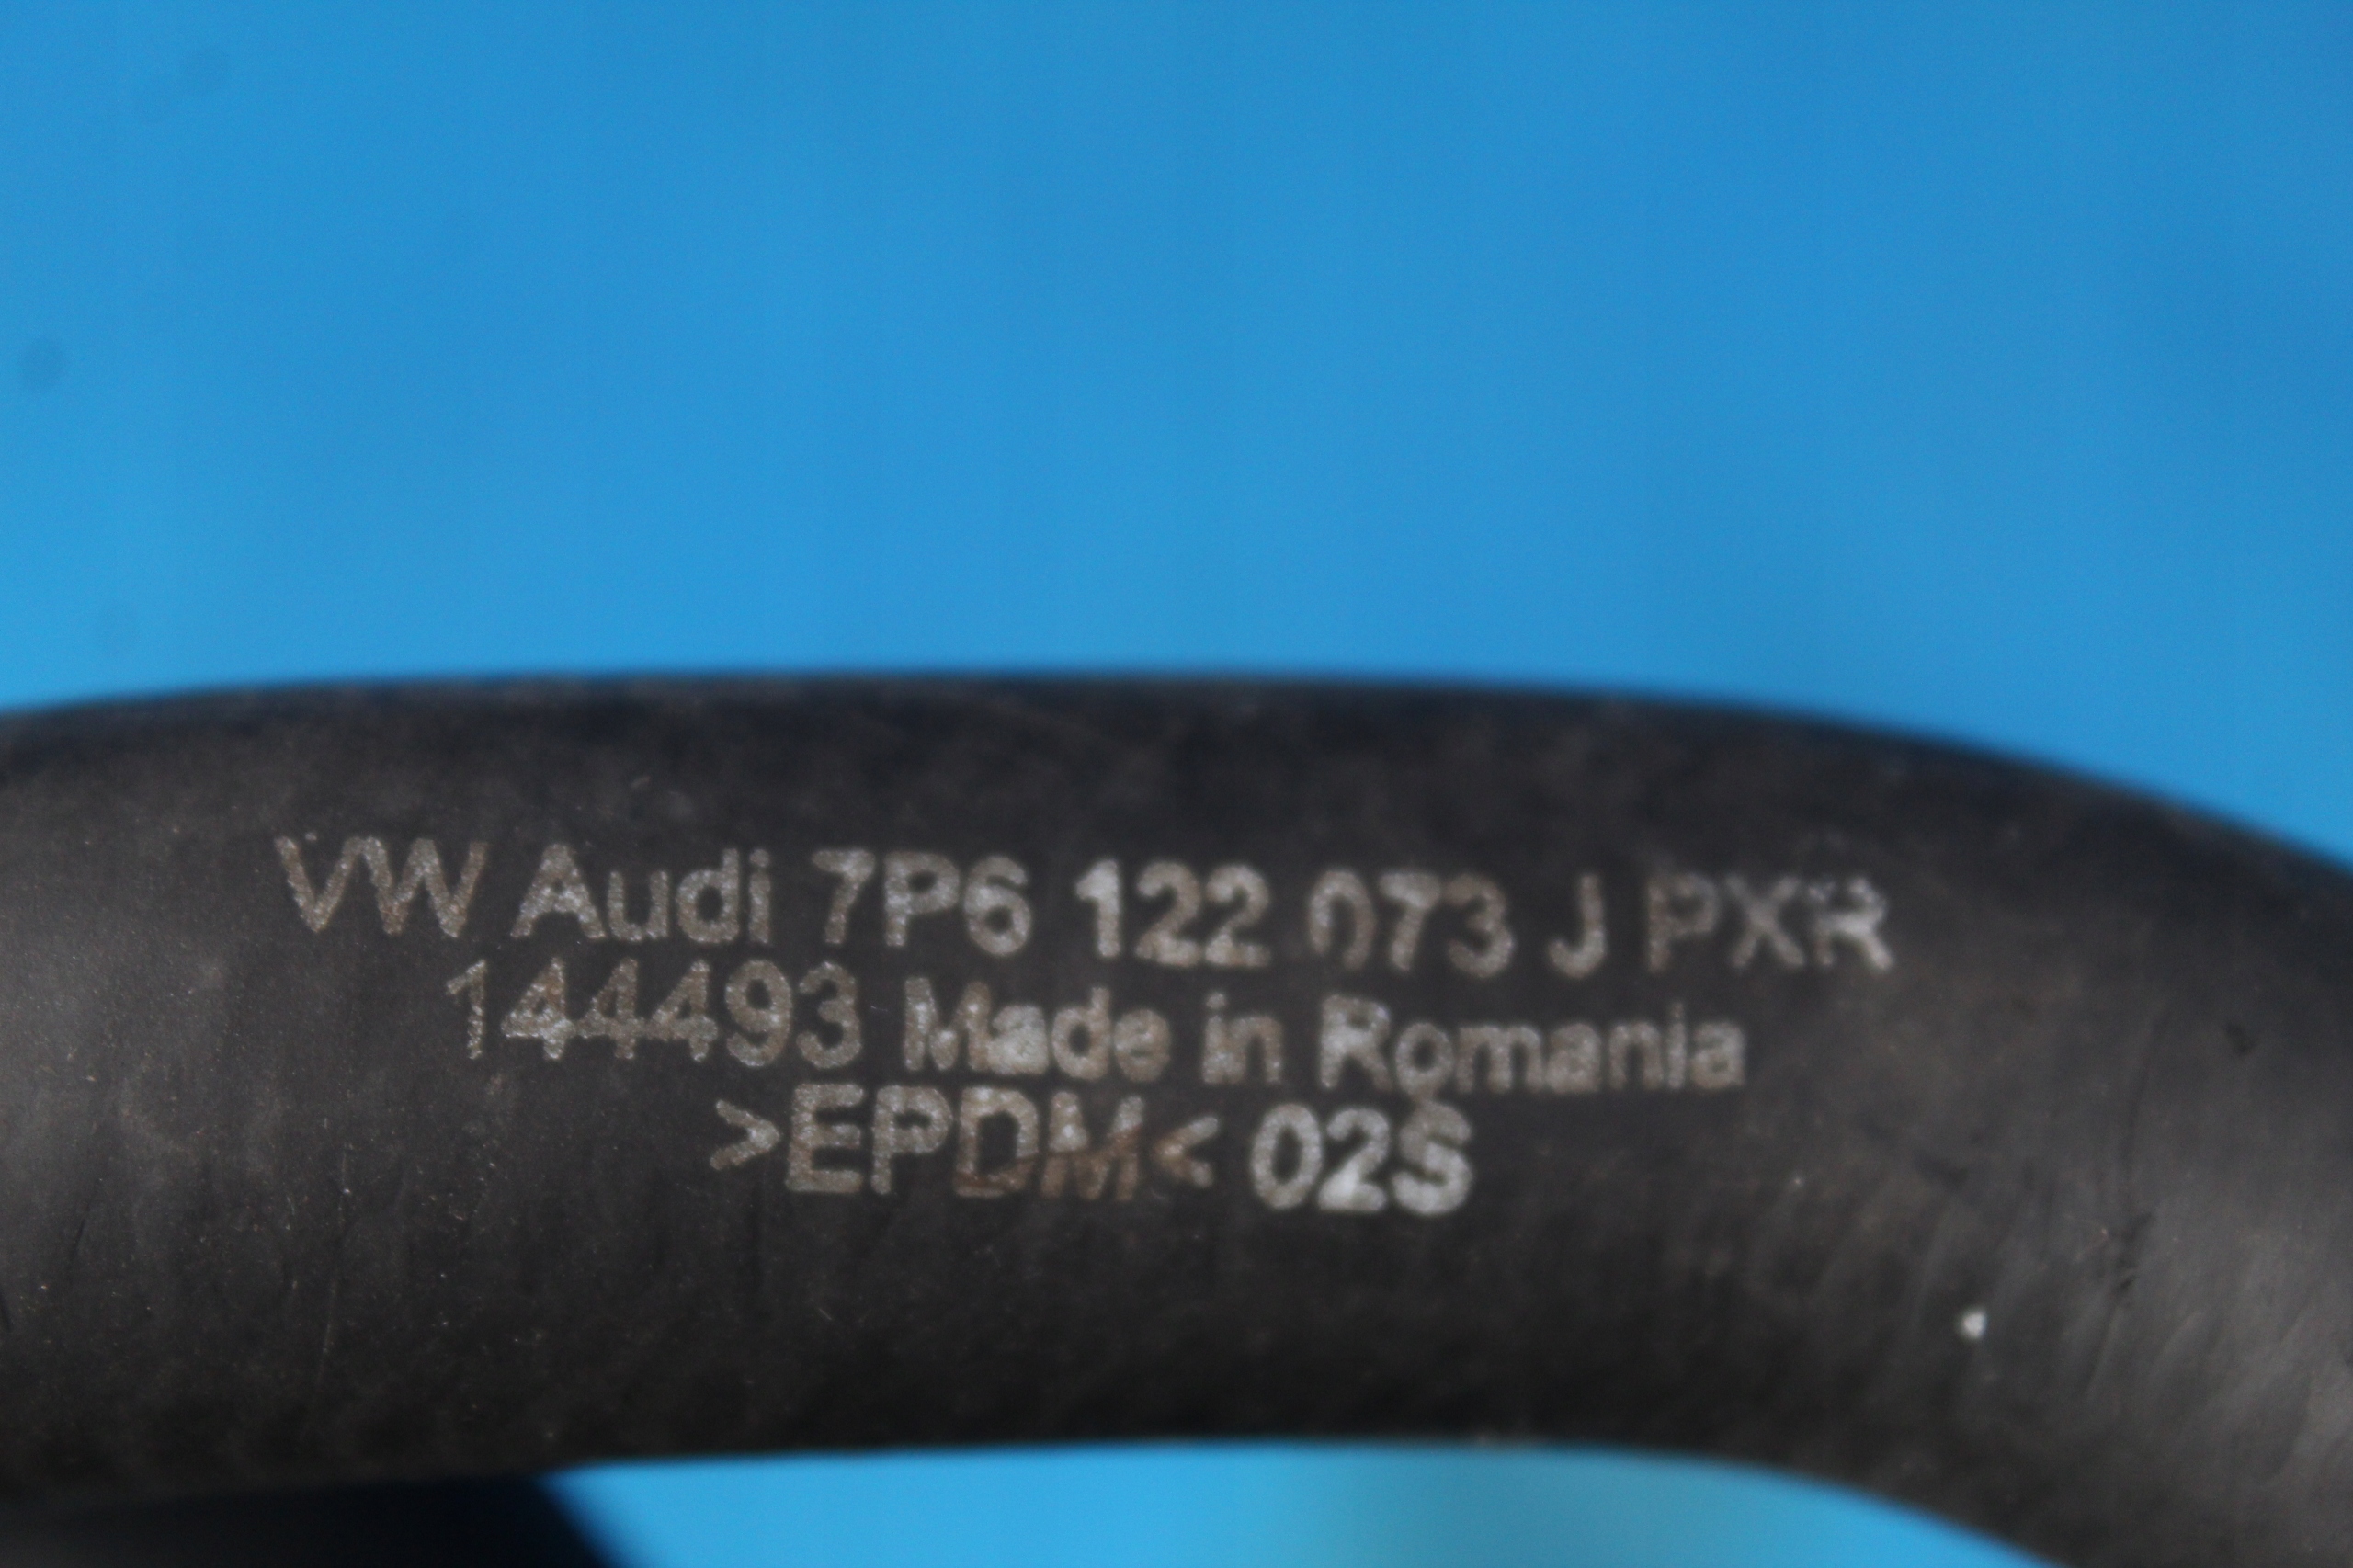 VW Audi 7P6 122 073 J PXR
144493 Made in Romania
>EPDM< 02S